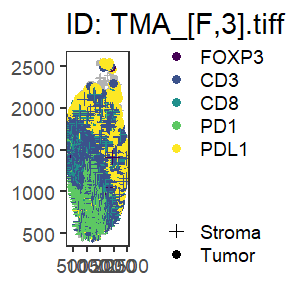 ID: TMA_[F,3].tiff
FOXP3
CD3
CD8
PD1
PDL1
2500
2000
1500
1000
500
Stroma
Tumor